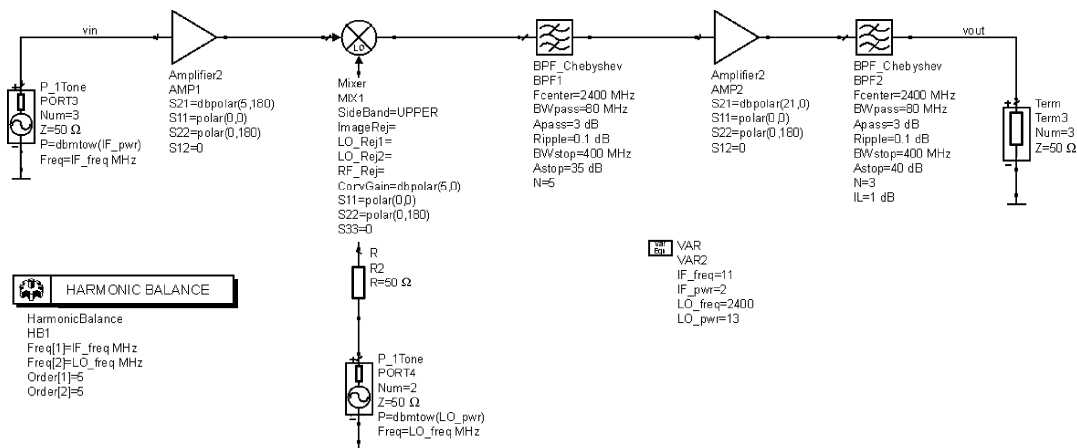 vin
vout
P_1Tone
PORT3
Num=3
Z=50 Ω
P=dbmtow(IF_pwr)
Freq=IF_freq MHz
Amplifier2
AMP1
S21=dbpolar(5,180)
S11=polar(0,0)
S22=polar(0,180)
S12=0
LO
Mixer
MIX1
SideBand=UPPER
ImageRej=
LO_Rej1=
LO_Rej2=
RF_Rej=
ConvGain=dbpolar(5,0)
S11=polar(0,0)
S22=polar(0,180)
S33=0
R
R2
R=50 Ω
P_1Tone
PORT4
Num=2
Z=50 Ω
P=dbmtow(LO_pwr)
Freq=LO_freq MHz
BPF_Chebyshev
BPF1
Fcenter=2400 MHz
BWpass=80 MHz
Apass=3 dB
Ripple=0.1 dB
BWstop=400 MHz
Astop=35 dB
N=5
Amplifier2
AMP2
S21=dbpolar(21,0)
S11=polar(0,0)
S22=polar(0,180)
S12=0
BPF_Chebyshev
BPF2
Fcenter=2400 MHz
BWpass=80 MHz
Apass=3 dB
Ripple=0.1 dB
BWstop=400 MHz
Astop=40 dB
N=3
IL=1 dB
Term
Term3
Num=3
Z=50 Ω
Var
Eqn
VAR
VAR2
IF_freq=11
IF_pwr=2
LO_freq=2400
LO_pwr=13
HARMONIC BALANCE
HarmonicBalance
HB1
Freq[1]=IF_freq MHz
Freq[2]=LO_freq MHz
Order[1]=5
Order[2]=5